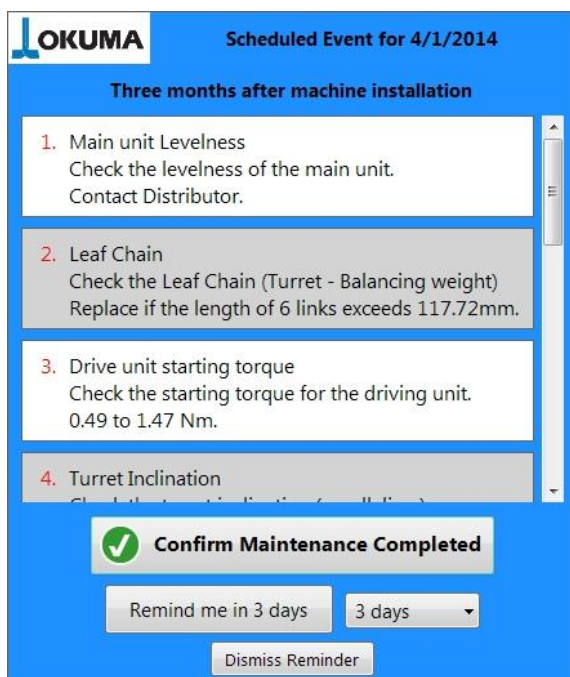 OKUMA
Scheduled Event for 4/1/2014
Three months after machine installation
1. Main unit Levelness
Check the levelness of the main unit.
Contact Distributor.
2. Leaf Chain
Check the Leaf Chain (Turret - Balancing weight)
Replace if the length of 6 links exceeds 117.72mm.
3. Drive unit starting torque
Check the starting torque for the driving unit.
0.49 to 1.47 Nm.
4. Turret Inclination
Confirm Maintenance Completed
Remind me in 3 days
3 days
Dismiss Reminder